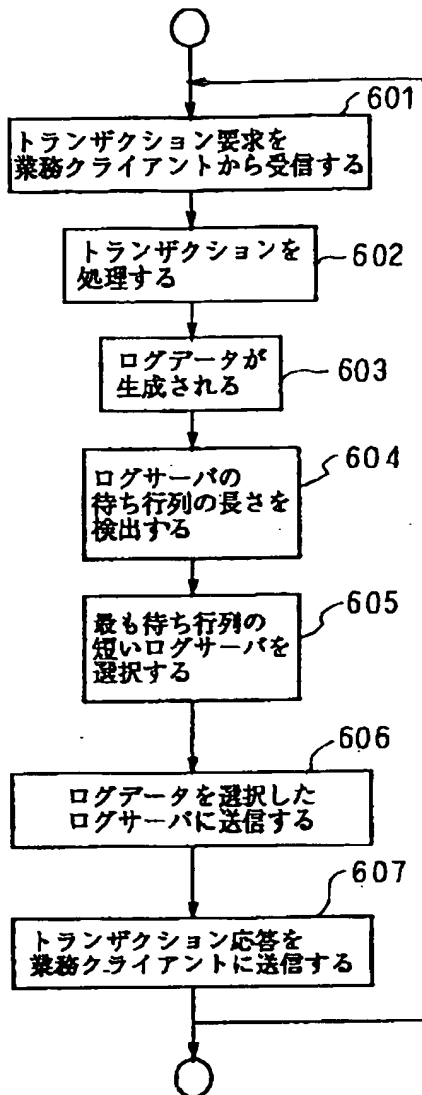 601
トランザクション要求を
業務クライアントから受信する
トランザクションを
処理する
602
ログデータが
生成される
603
604
ログサーバの
待ち行列の長さを
検出する
605
最も待ち行列の
短いログサーバを
選択する
606
ログデータを選択した
ログサーバに送信する
607
トランザクション応答を
業務クライアントに送信する